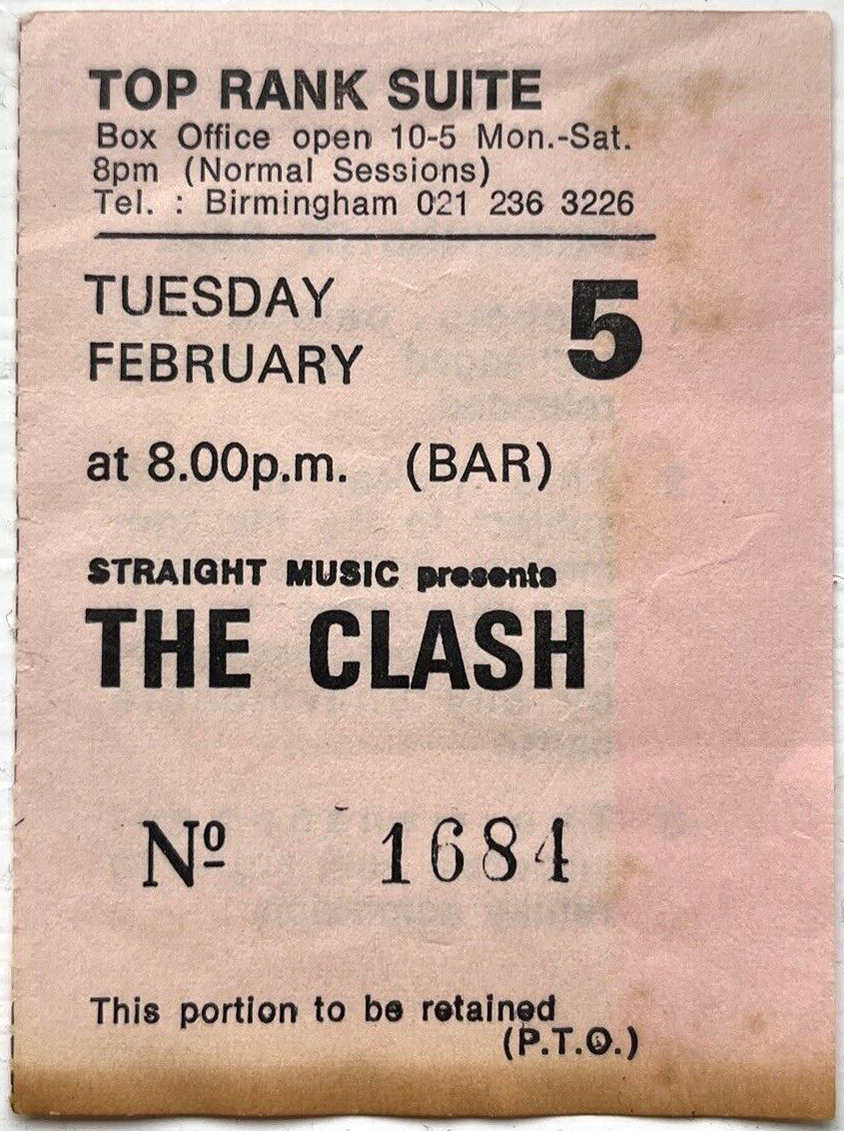 TOP RANK SUITE
Box Office open 10-5 Mon.-Sat.
8pm (Normal Sessions)
Tel. : Birmingham 021 236 3226
TUESDAY
FEBRUARY 5
at 8.00p.m. (BAR)
STRAIGHT MUSIC presents
THE CLASH
Nº 1684
This portion to be retained
(P.T.O.)